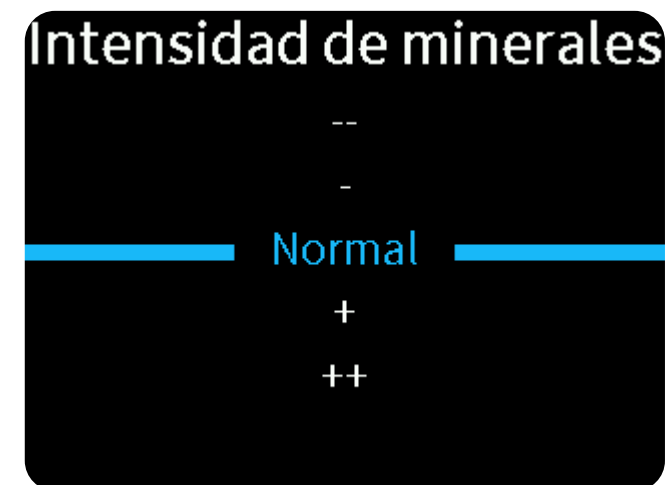 Intensidad de minerales
--
-
Normal
+
++